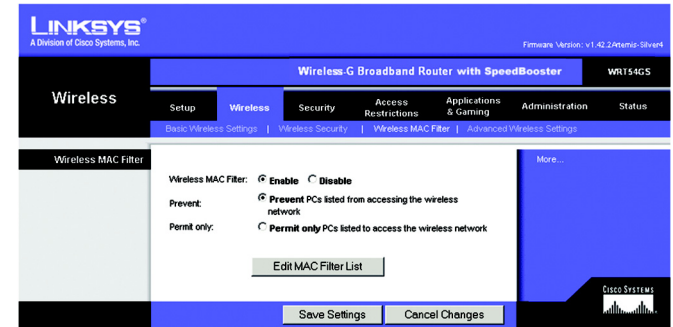 LINKSYS®
A Division of Cisco Systems, Inc.
Firmware Version: v1.42.2Artemis-Silver4
Wireless-G Broadband Router with SpeedBooster
WRT54GS
Wireless
Setup
Wireless
Security
Access Restrictions
Applications & Gaming
Administration
Status
Basic Wireless Settings | Wireless Security | Wireless MAC Filter | Advanced Wireless Settings
Wireless MAC Filter
Wireless MAC Filter: Enable Disable
Prevent: Prevent PCs listed from accessing the wireless
network
Permit only: Permit only PCs listed to access the wireless network
Edit MAC Filter List
More...
Save Settings
Cancel Changes
CISCO SYSTEMS